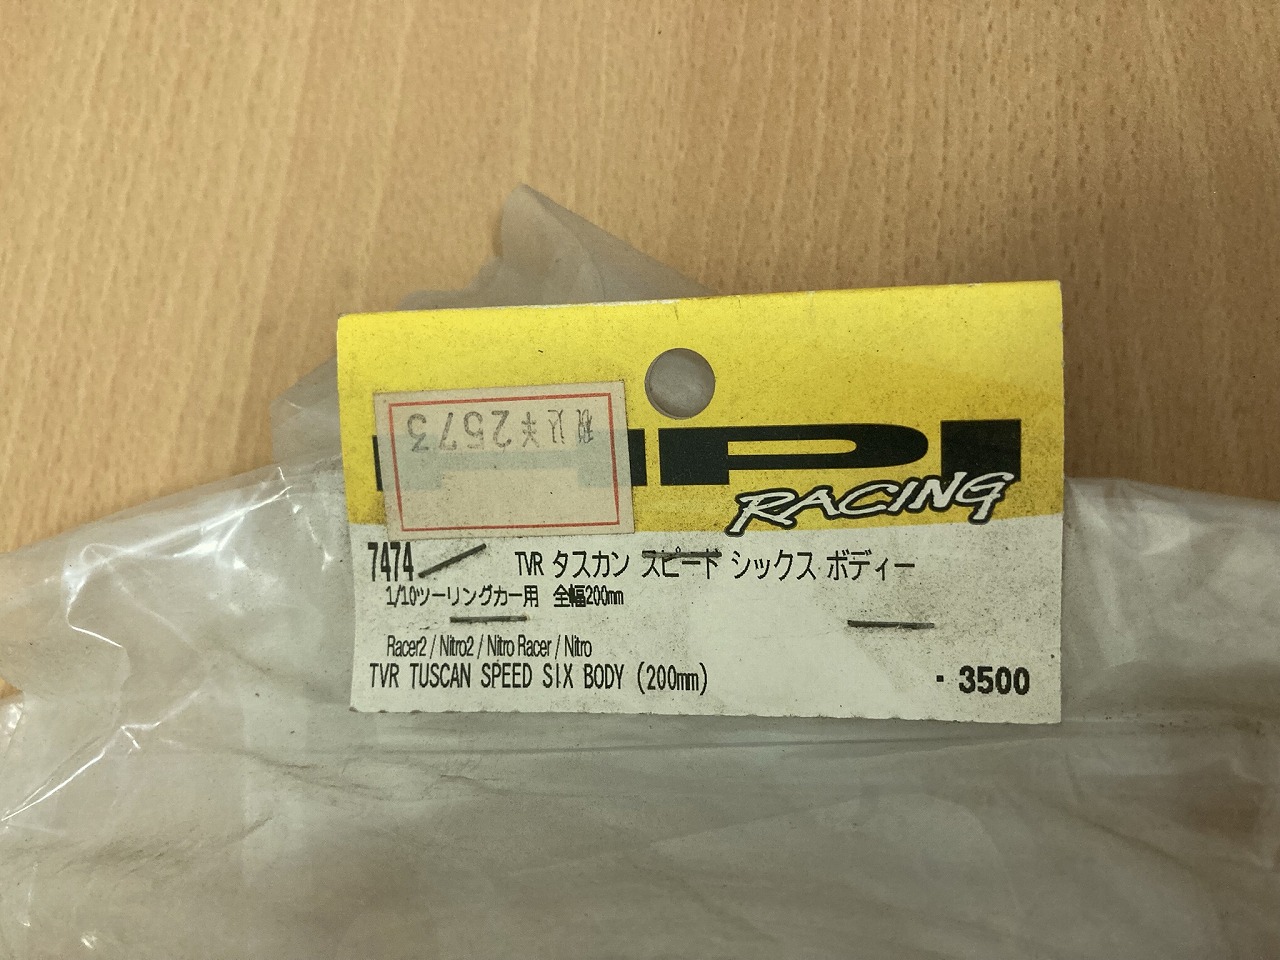 税込¥2573
HPI
RACING
7474 TVR タスカン スピード シックス ボディー
1/10ツーリングカー用 全幅200mm
Racer2 / Nitro2 / Nitro Racer / Nitro
TVR TUSCAN SPEED SIX BODY (200mm)
・3500